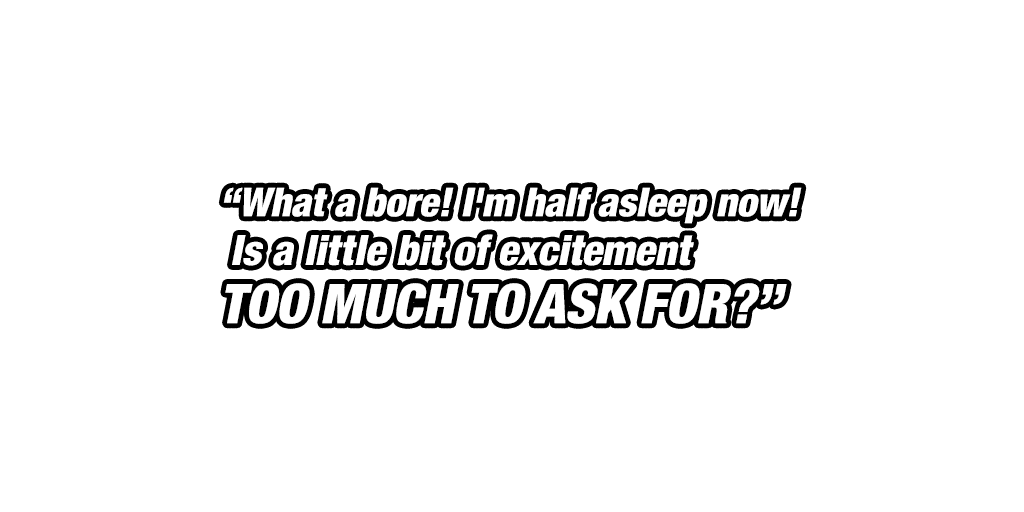 “What a bore! I'm half asleep now!
Is a little bit of excitement
TOO MUCH TO ASK FOR?”